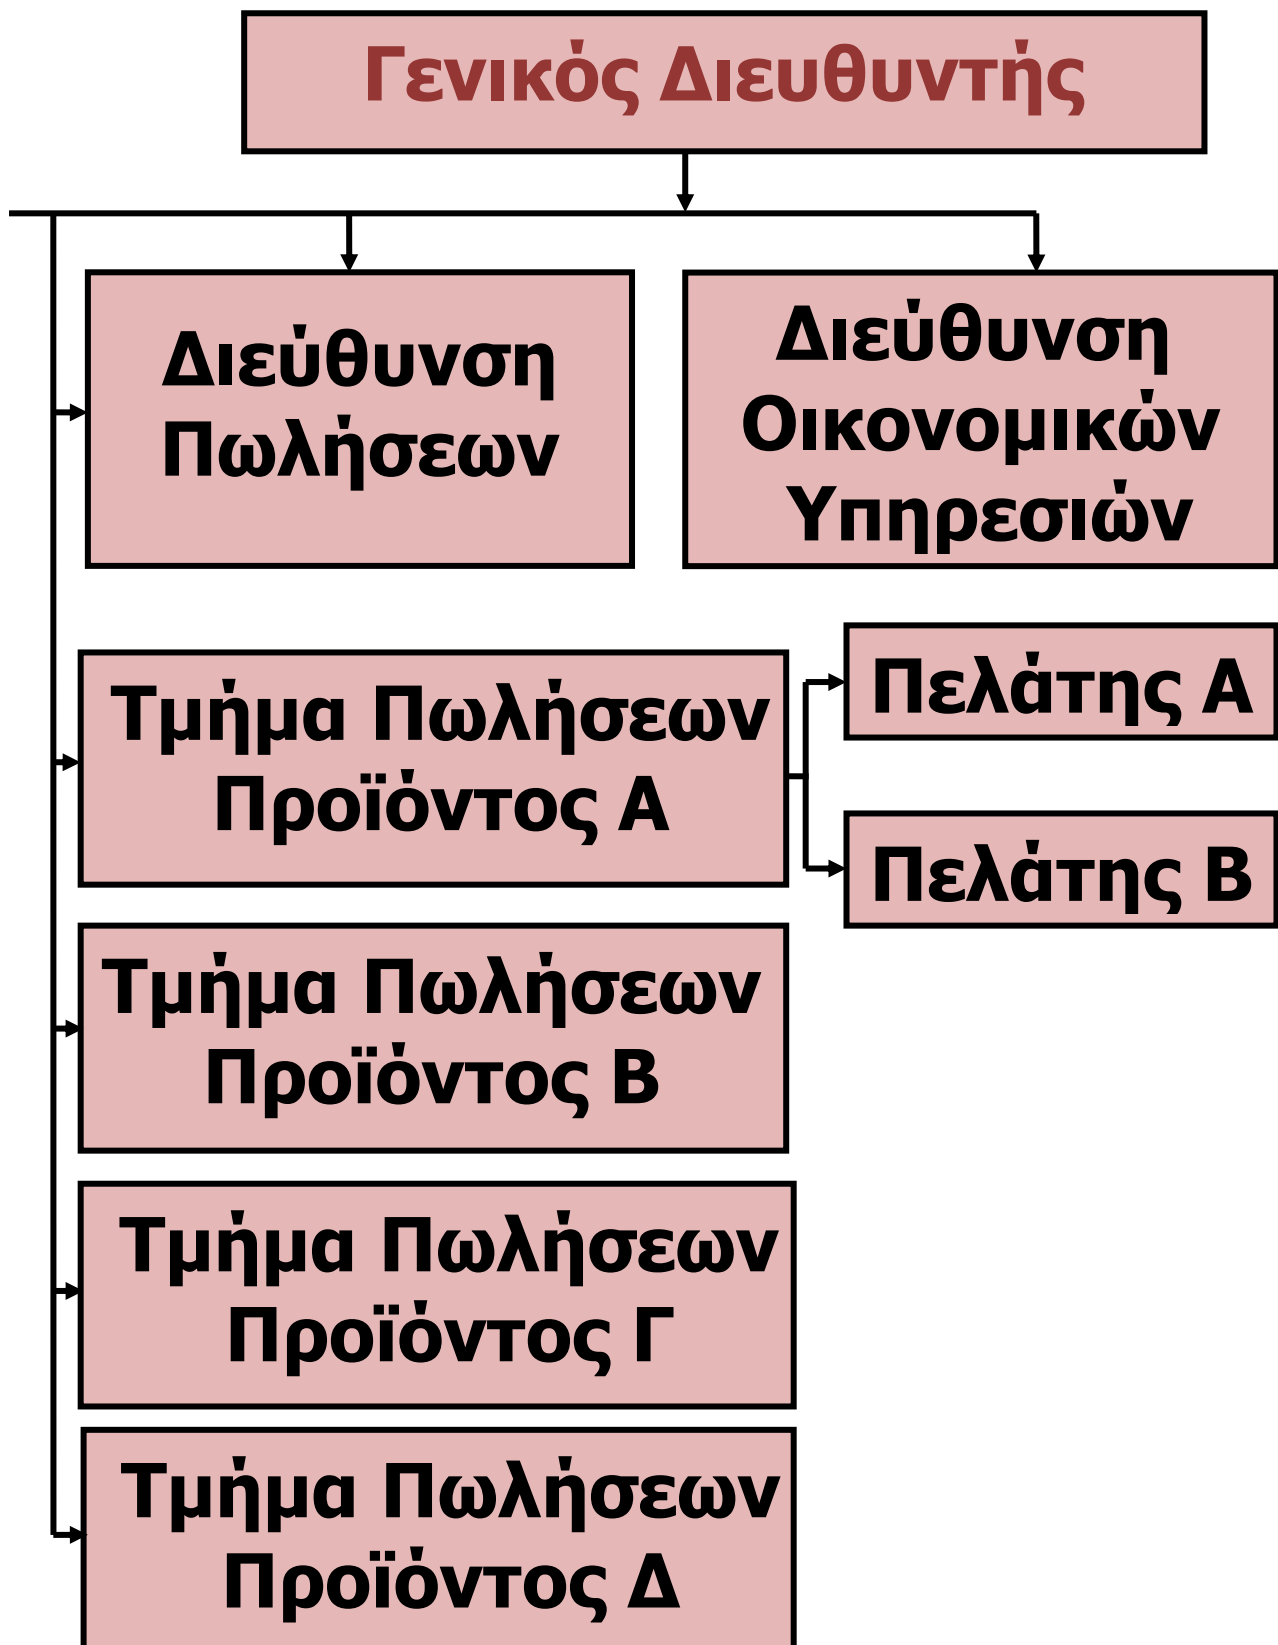 Γενικός Διευθυντής
Διεύθυνση
Πωλήσεων
Διεύθυνση
Οικονομικών
Υπηρεσιών
Τμήμα Πωλήσεων
Προϊόντος Α
Πελάτης Α
Πελάτης Β
Τμήμα Πωλήσεων
Προϊόντος Β
Τμήμα Πωλήσεων
Προϊόντος Γ
Τμήμα Πωλήσεων
Προϊόντος Δ